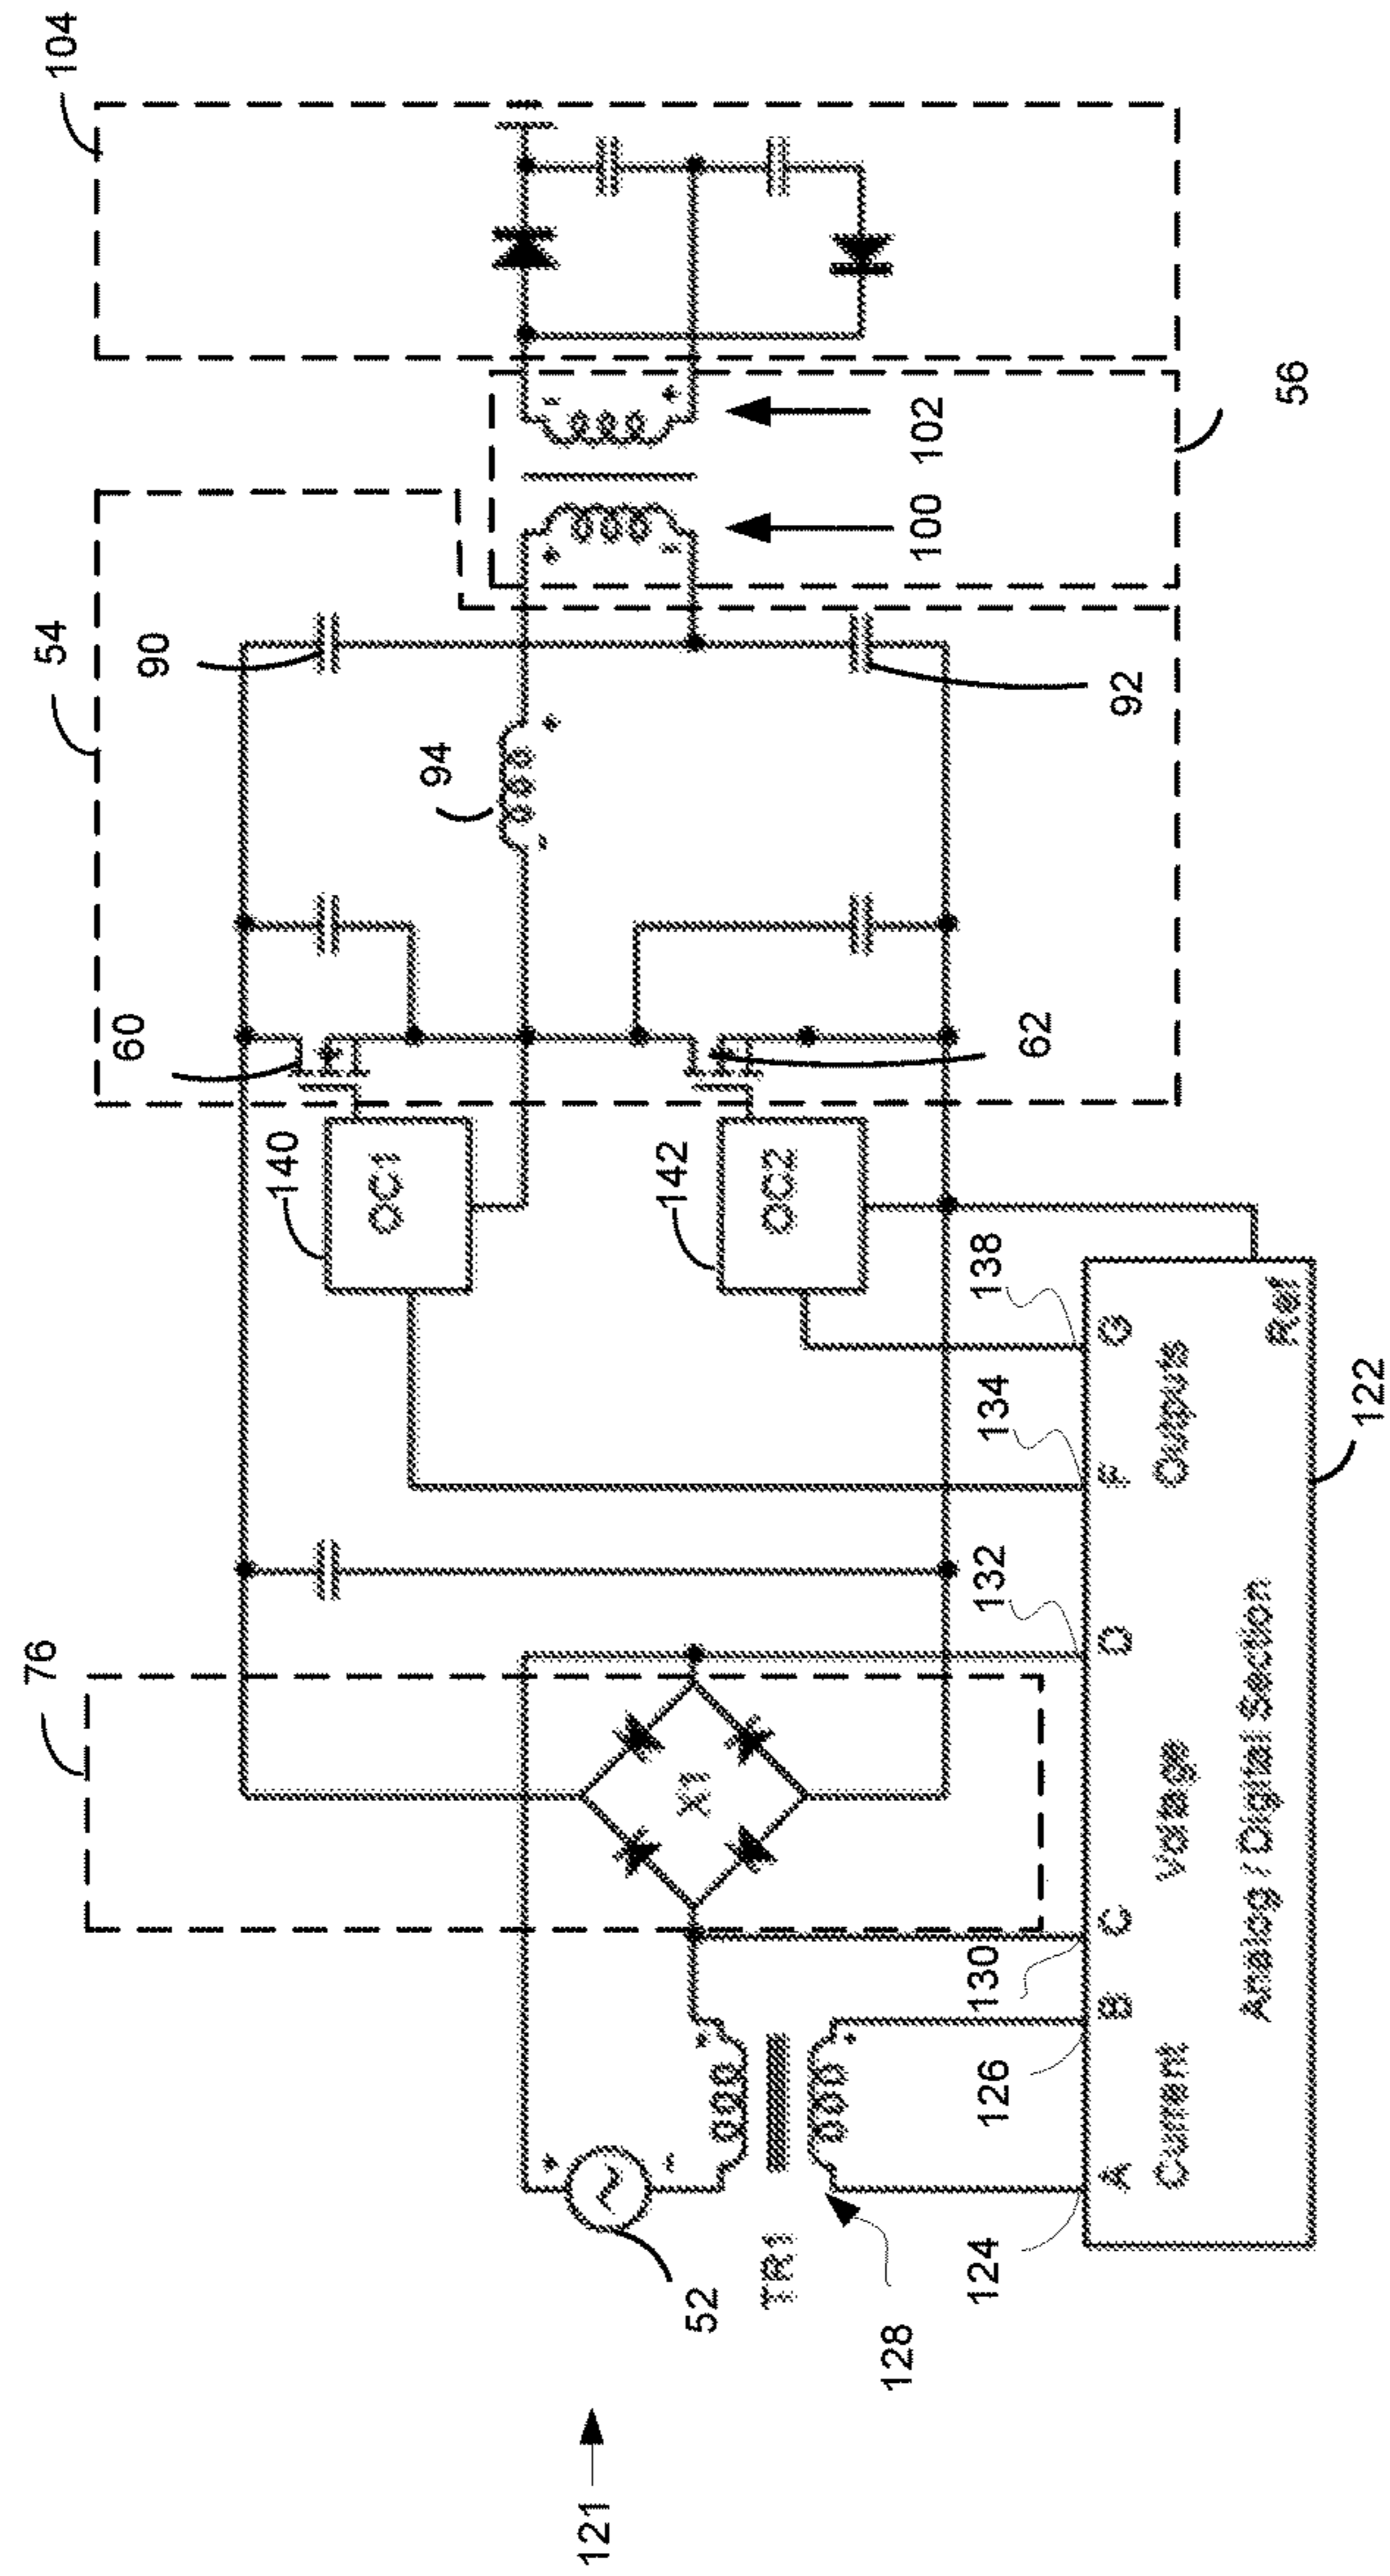 104
54
90
94
60
140
OC1
76
X1
142
OC2
62
92
100
102
56
52
TR1
128
121
124
126
130
132
134
138
A
B
C
D
F
G
Current
Voltage
Outputs
Analog / Digital Section
Ref
122
+
-
+
+
-
+
+
-
-
+